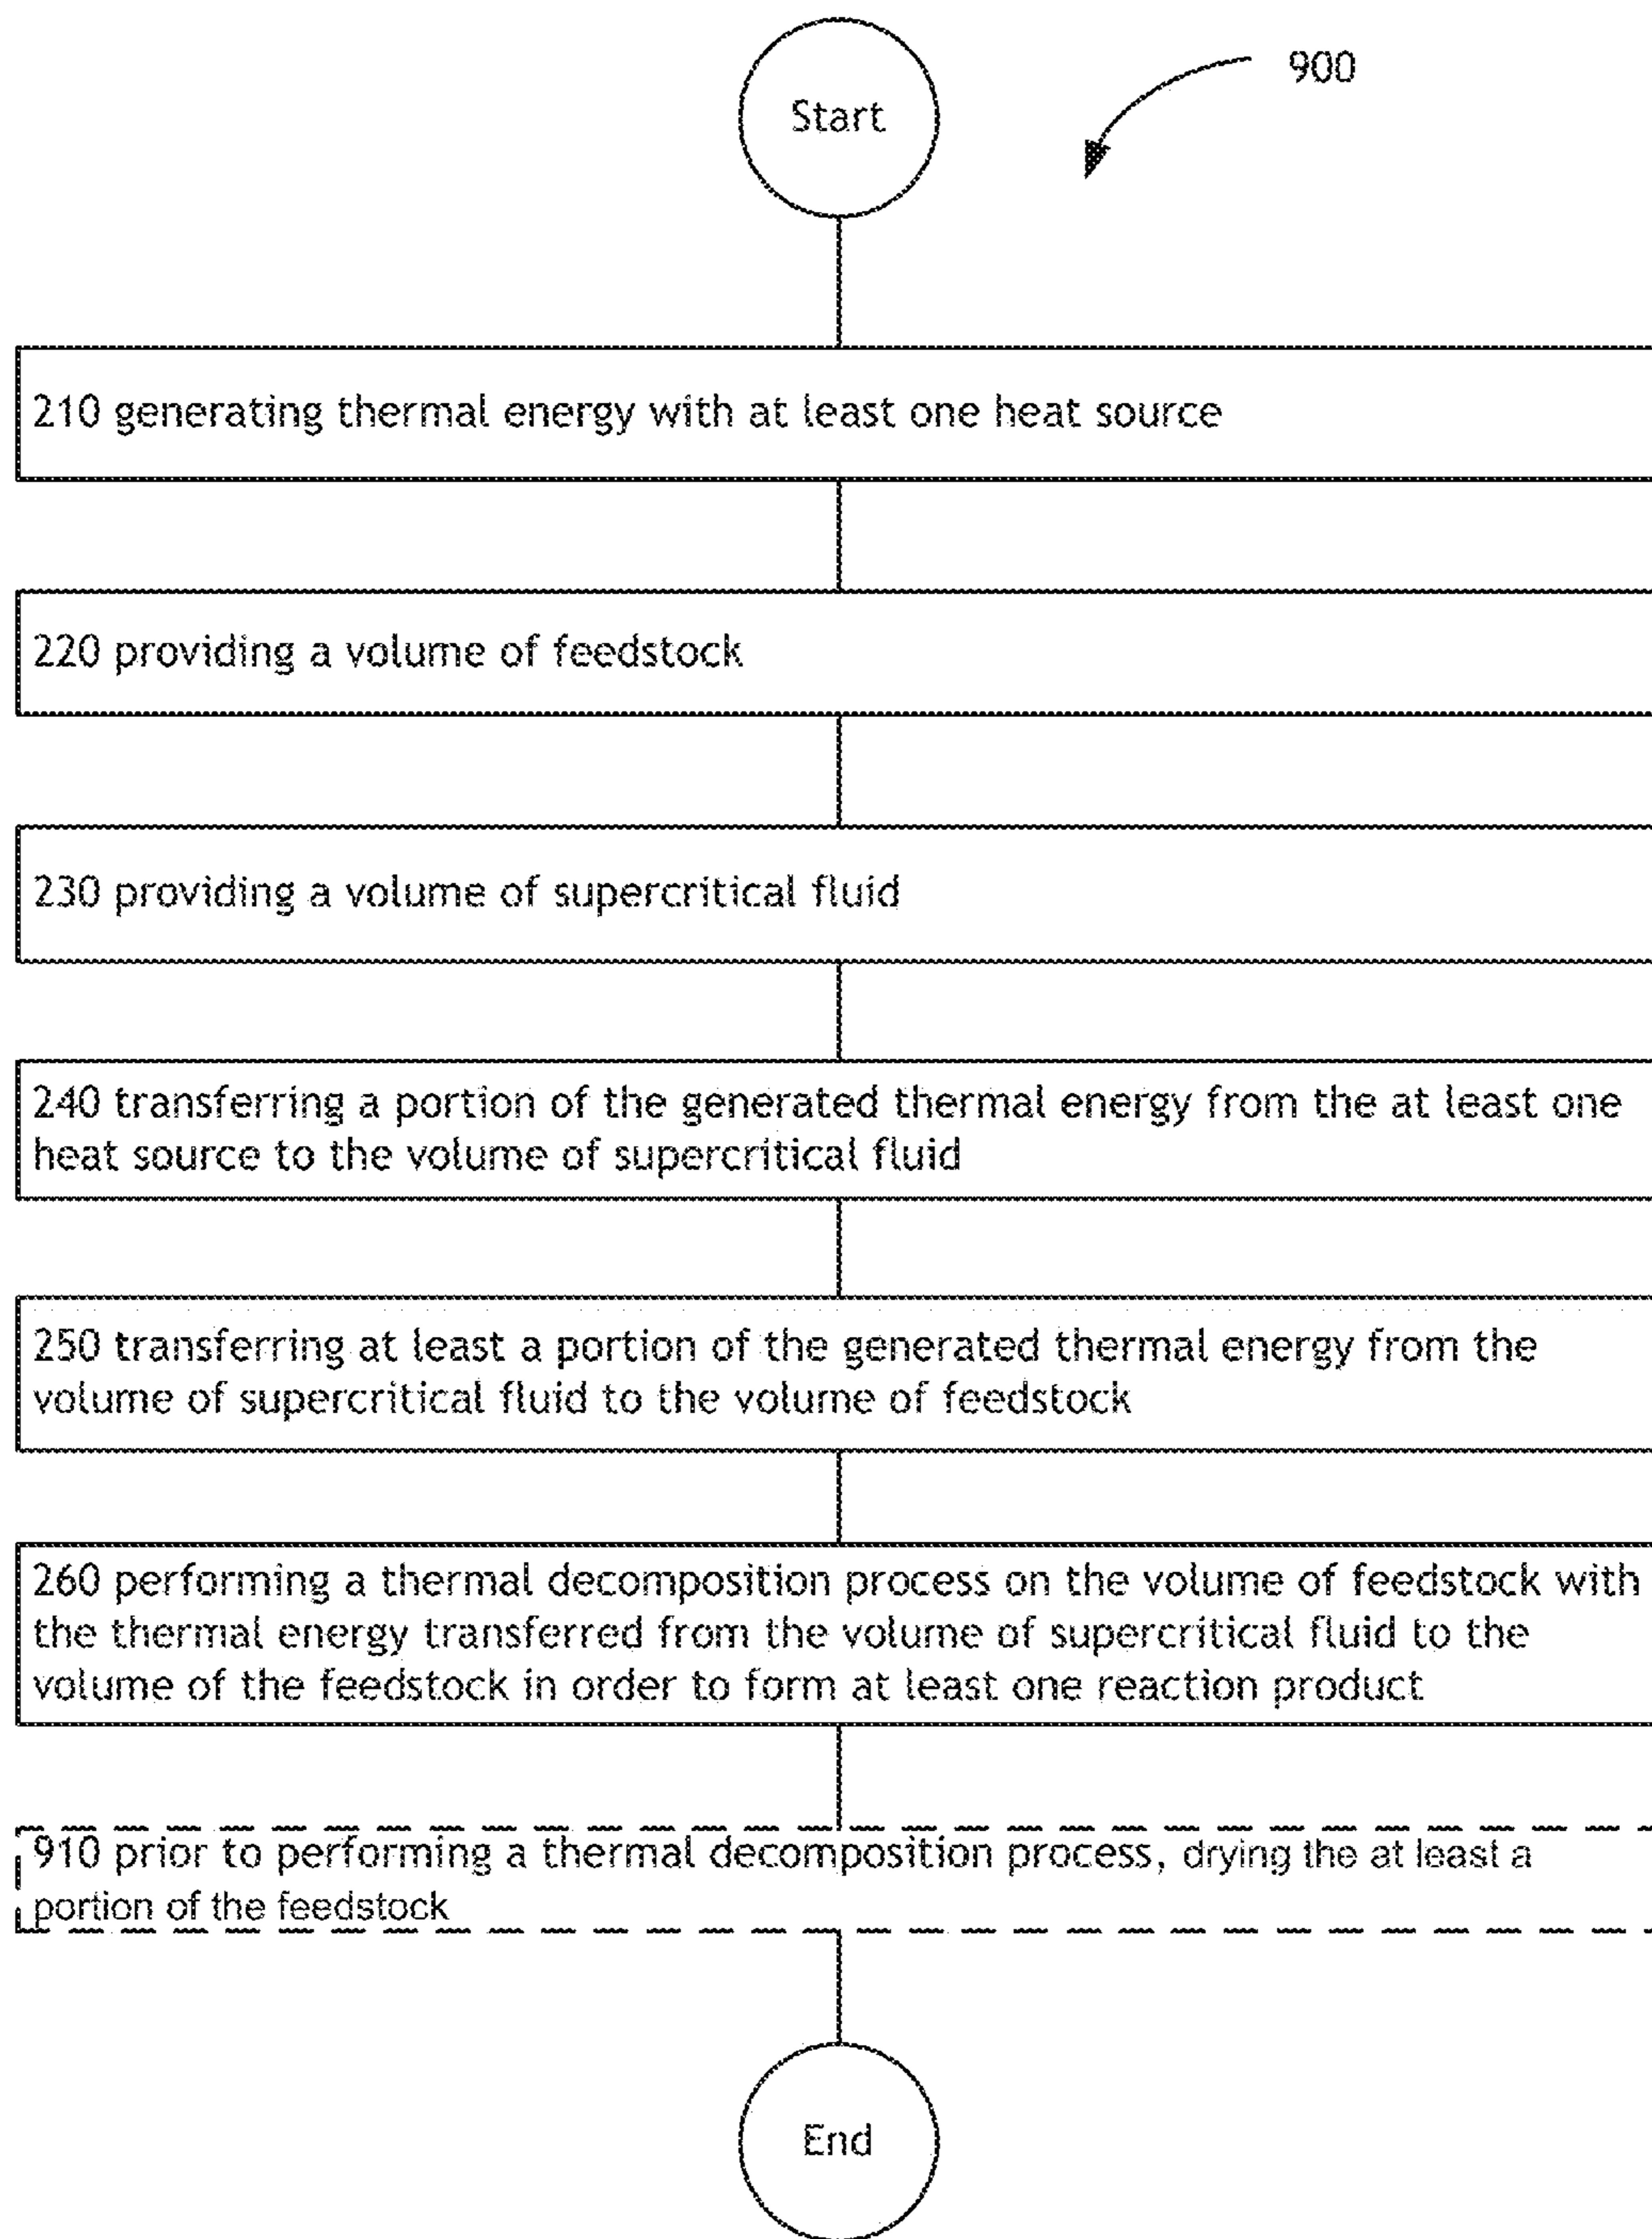 Start
900
210 generating thermal energy with at least one heat source
220 providing a volume of feedstock
230 providing a volume of supercritical fluid
240 transferring a portion of the generated thermal energy from the at least one
heat source to the volume of supercritical fluid
250 transferring at least a portion of the generated thermal energy from the
volume of supercritical fluid to the volume of feedstock
260 performing a thermal decomposition process on the volume of feedstock with
the thermal energy transferred from the volume of supercritical fluid to the
volume of the feedstock in order to form at least one reaction product
910 prior to performing a thermal decomposition process, drying the at least a
portion of the feedstock
End